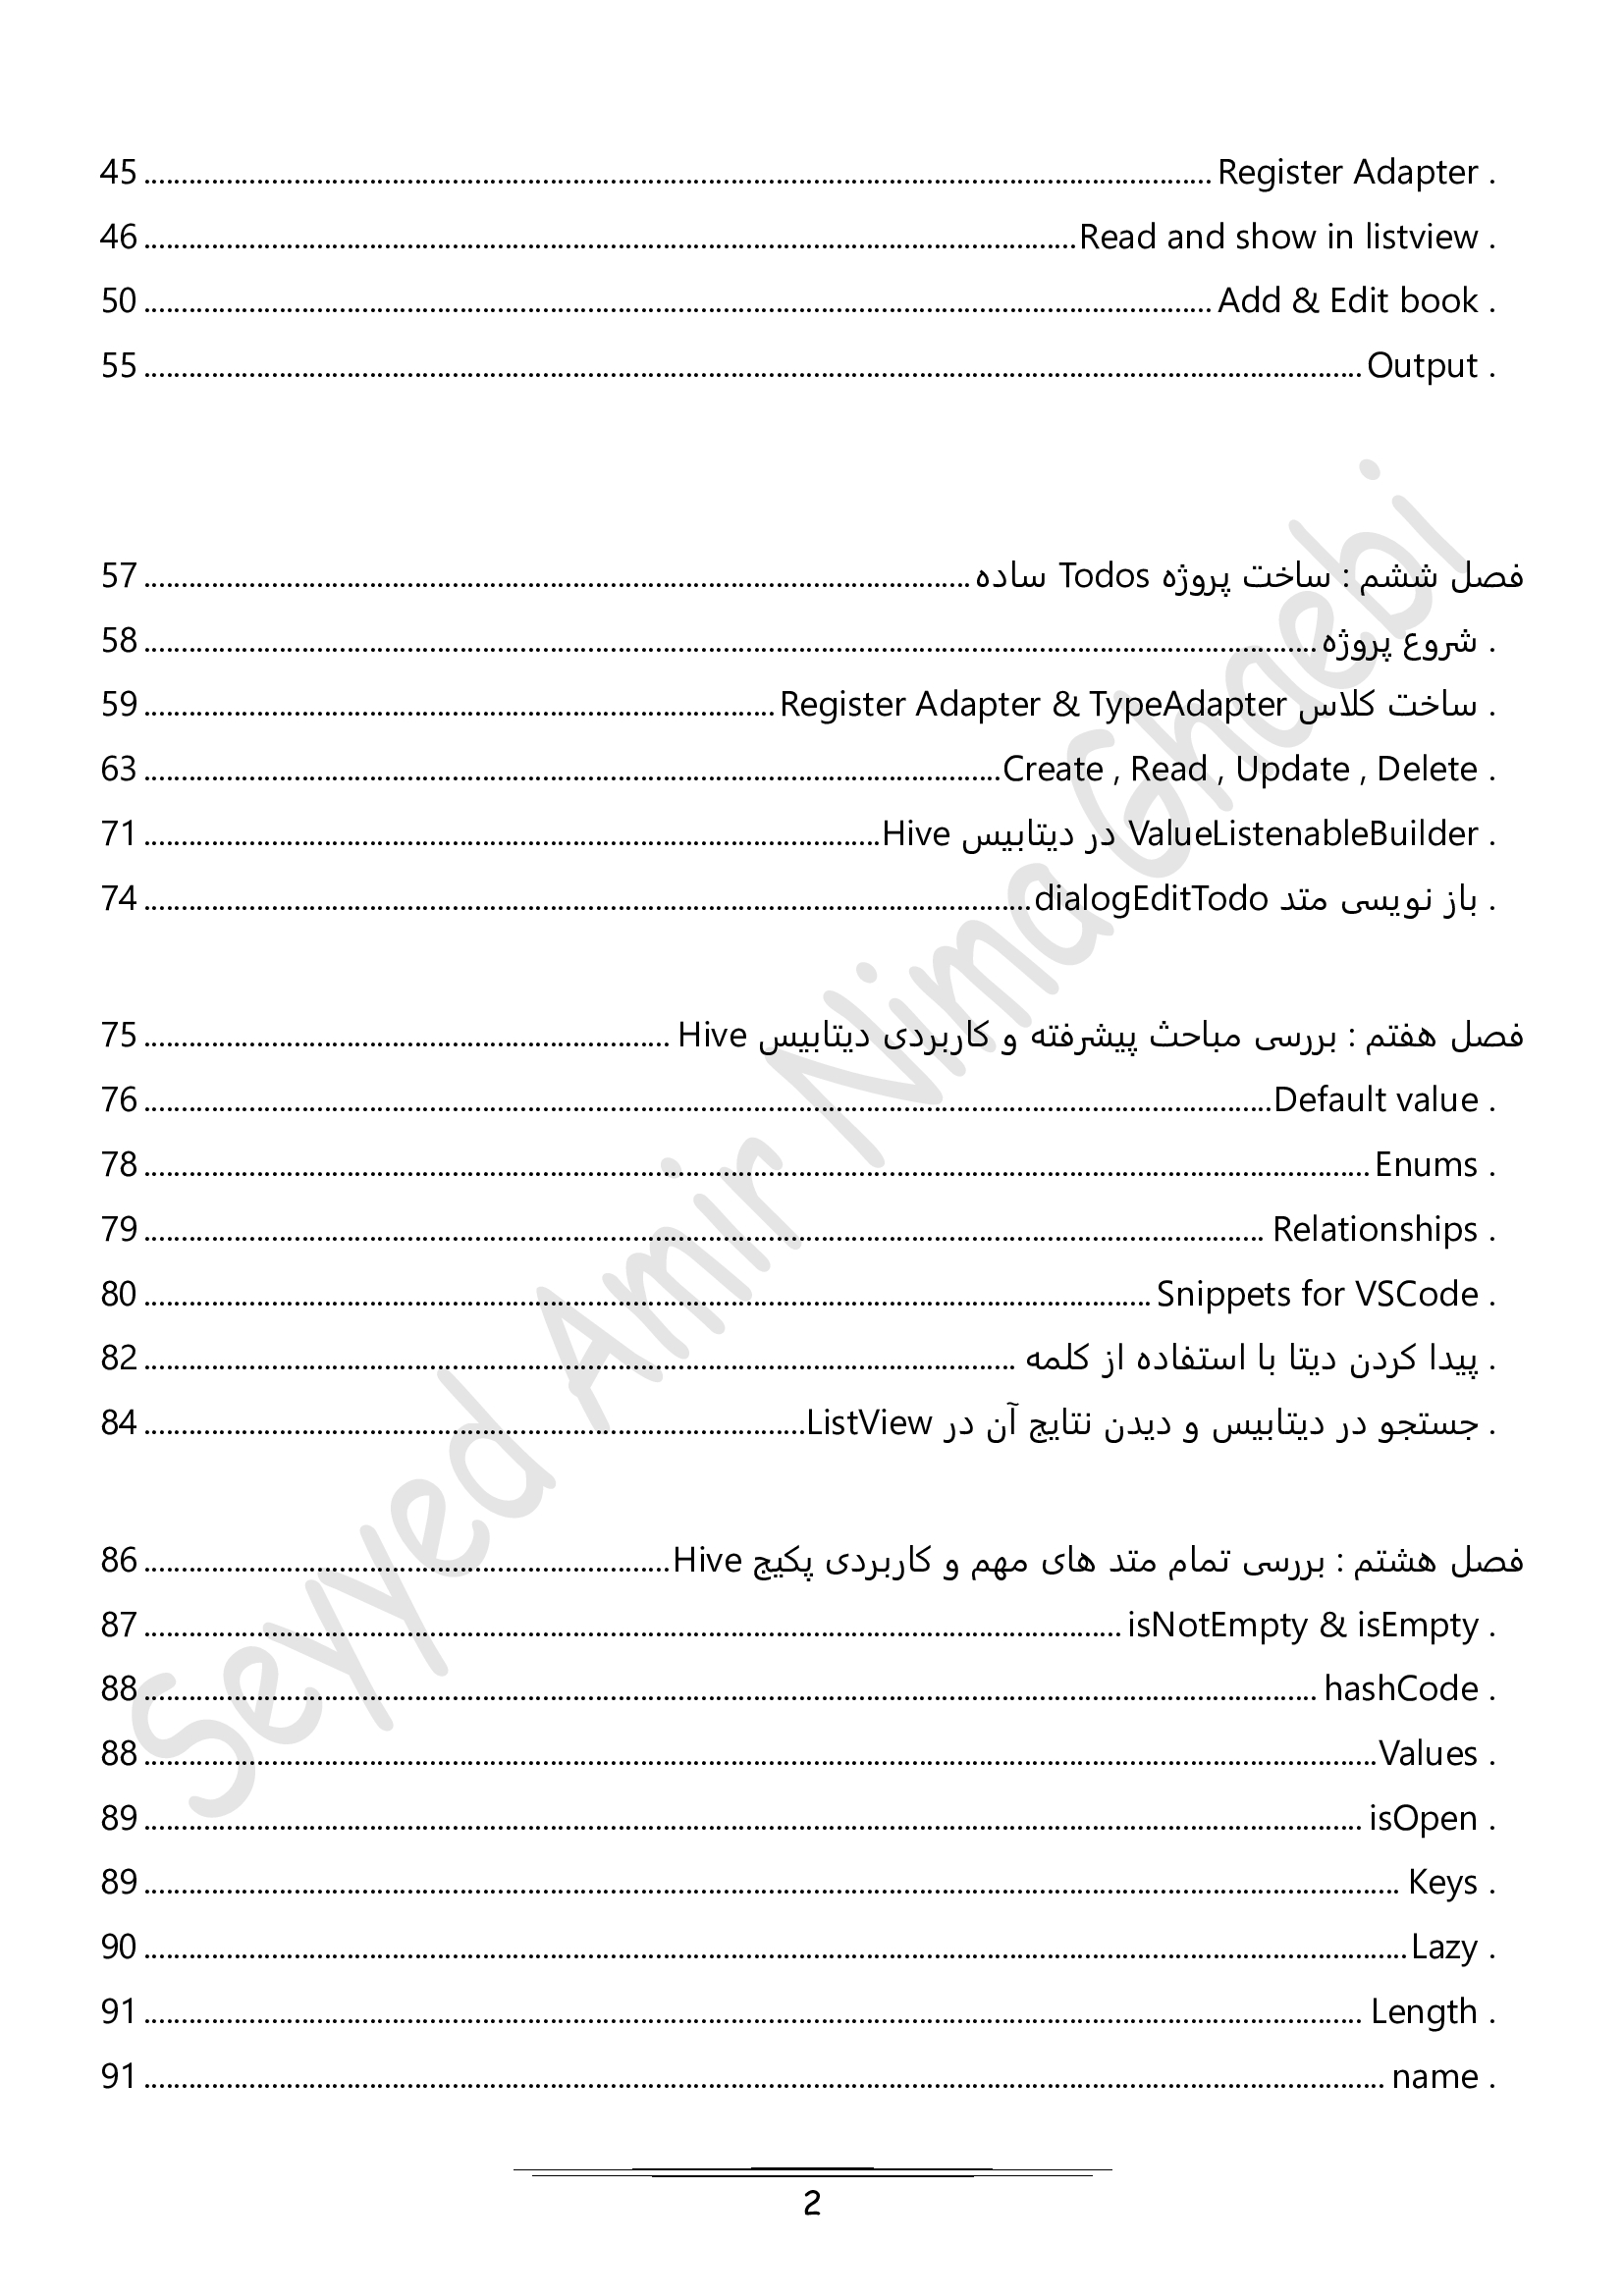 . Register Adapter ........ 45
. Read and show in listview ........ 46
. Add & Edit book ........ 50
. Output ........ 55
فصل ششم : ساخت پروژه Todos ساده ........ 57
. شروع پروژه ........ 58
. ساخت کلاس Register Adapter & TypeAdapter ........ 59
. Create , Read , Update , Delete ........ 63
. ValueListenableBuilder در دیتابیس Hive ........ 71
. باز نویسی متد dialogEditTodo ........ 74
فصل هفتم : بررسی مباحث پیشرفته و کاربردی دیتابیس Hive ........ 75
. Default value ........ 76
. Enums ........ 78
. Relationships ........ 79
. Snippets for VSCode ........ 80
. پیدا کردن دیتا با استفاده از کلمه ........ 82
. جستجو در دیتابیس و دیدن نتایج آن در ListView ........ 84
فصل هشتم : بررسی تمام متد های مهم و کاربردی پکیج Hive ........ 86
. isNotEmpty & isEmpty ........ 87
. hashCode ........ 88
. Values ........ 88
. isOpen ........ 89
. Keys ........ 89
. Lazy ........ 90
. Length ........ 91
. name ........ 91
2
Seyyed Amir Nima Ghaebi